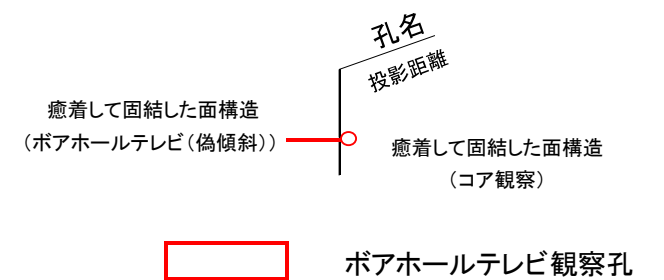 孔名
投影距離
癒着して固結した面構造
（ボアホールテレビ（偽傾斜））
癒着して固結した面構造
（コア観察）
ボアホールテレビ観察孔